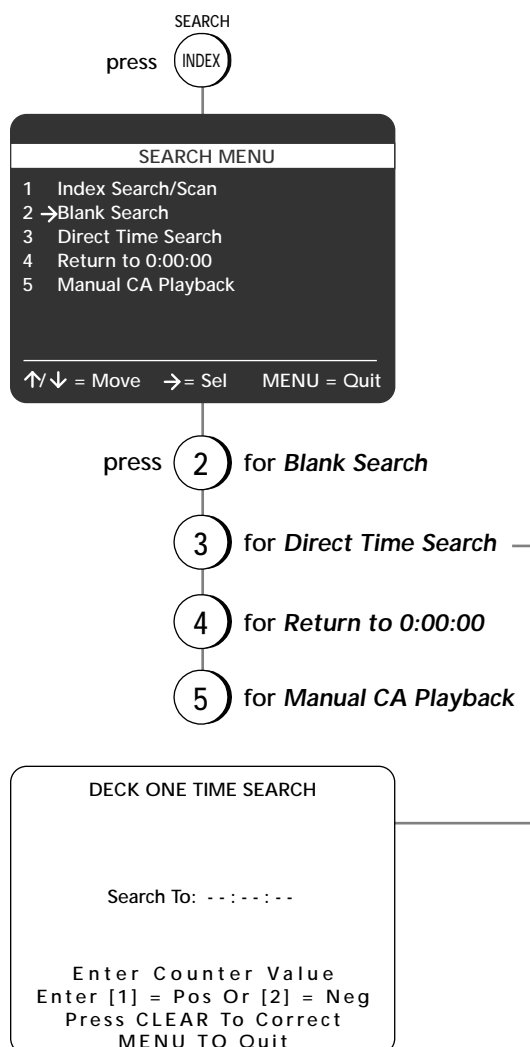 SEARCH
press INDEX
SEARCH MENU
1 Index Search/Scan
2 →Blank Search
3 Direct Time Search
4 Return to 0:00:00
5 Manual CA Playback
↑/↓ = Move →= Sel MENU = Quit
press 2 for Blank Search
3 for Direct Time Search
4 for Return to 0:00:00
5 for Manual CA Playback
DECK ONE TIME SEARCH
Search To: --:--:--
Enter Counter Value
Enter [1] = Pos Or [2] = Neg
Press CLEAR To Correct
MENU TO Quit